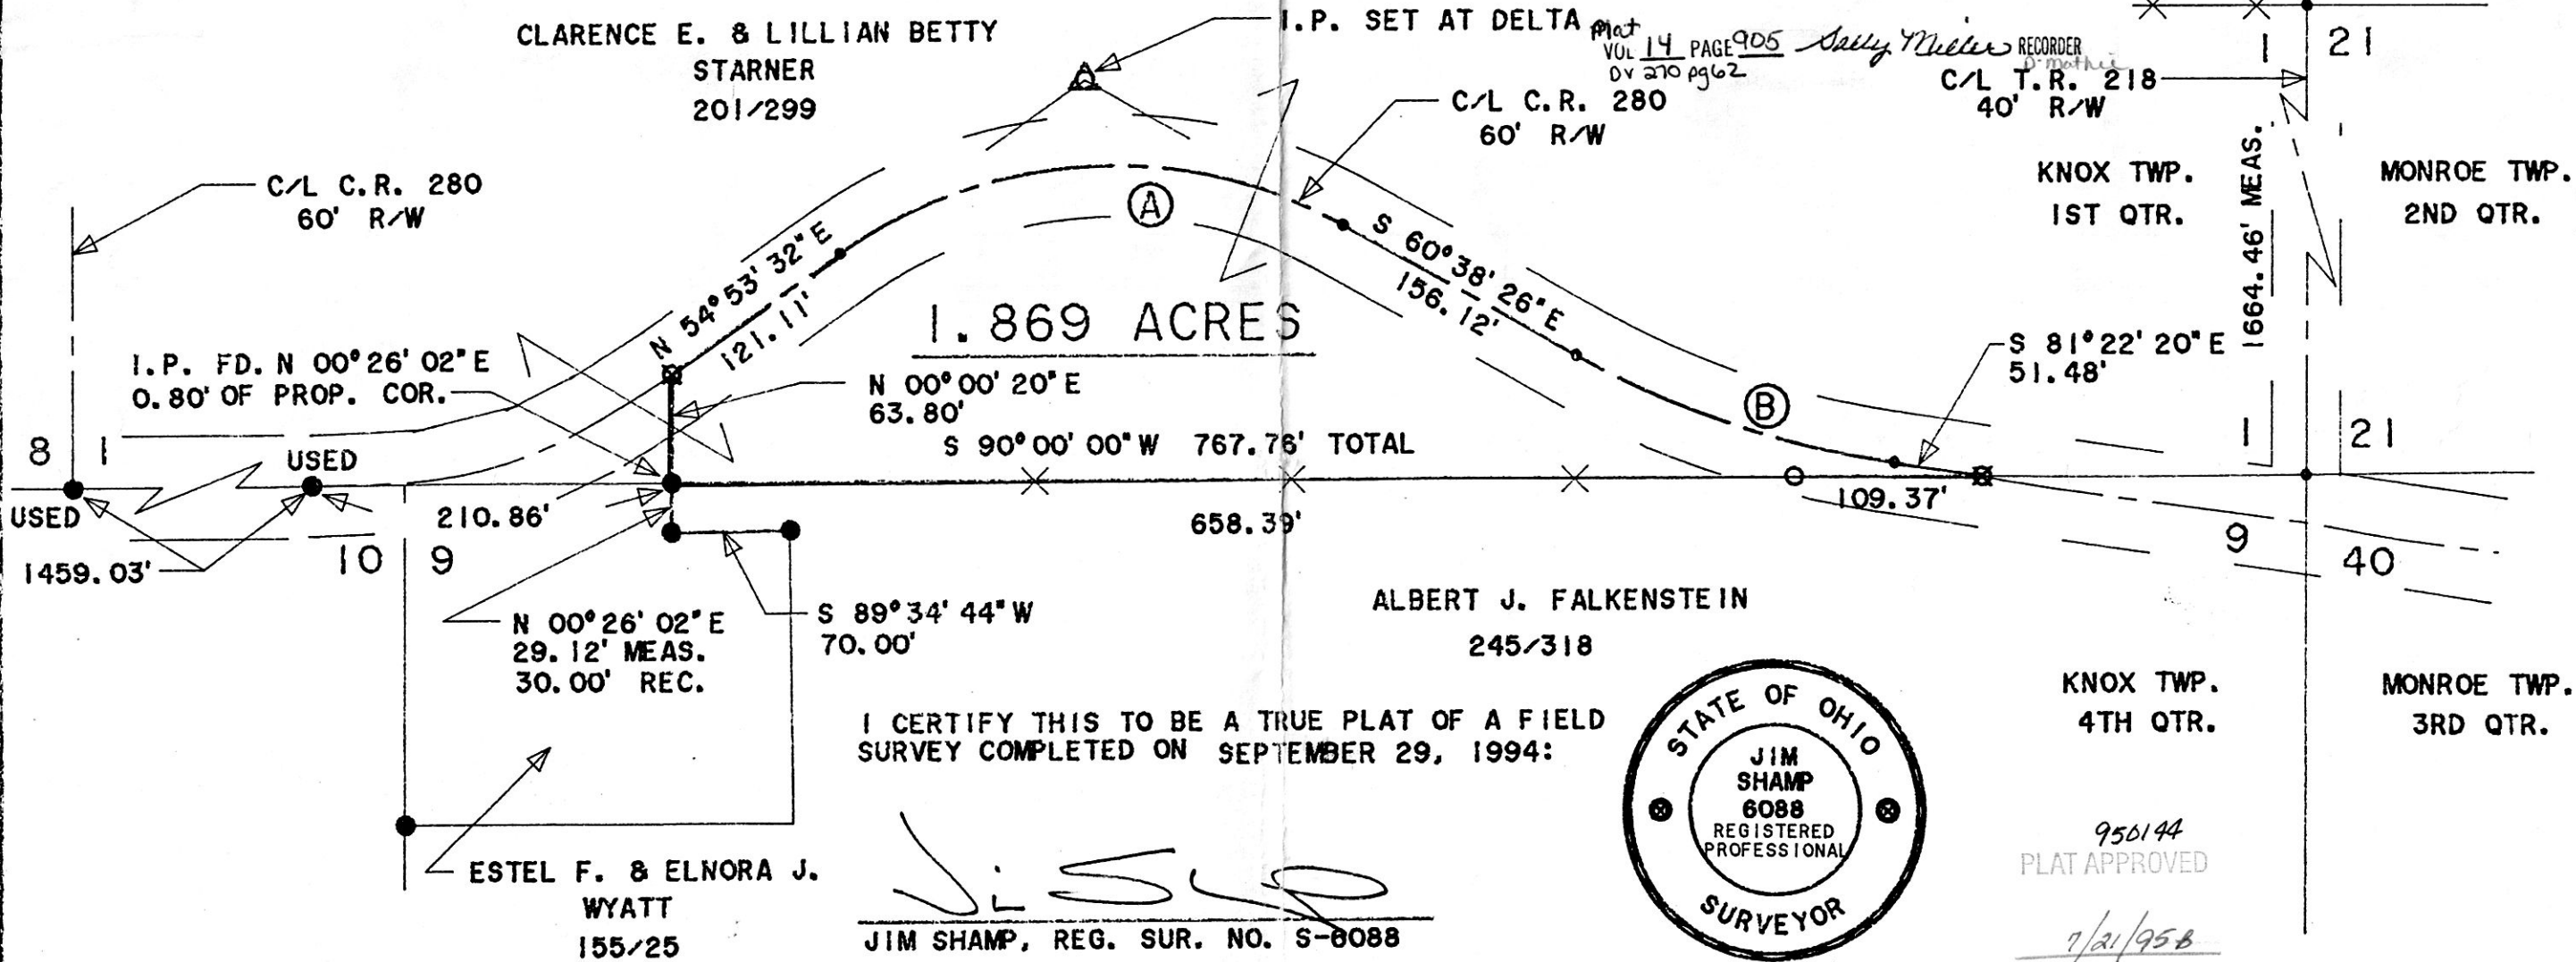 CLARENCE E. & LILLIAN BETTY
STARNER
201/299
I.P. SET AT DELTA
Plat
VOL 14 PAGE 905 Sally Miller RECORDER
DV 270 pg62
C/L T.R. 218
40' R/W
1
21
C/L C.R. 280
60' R/W
C/L C.R. 280
60' R/W
KNOX TWP.
1ST QTR.
1664.46' MEAS.
MONROE TWP.
2ND QTR.
A
N 54°53'32"E
121.11'
S 60°38'26"E
156.12'
1.869 ACRES
S 81°22'20"E
51.48'
I.P. FD. N 00°26'02"E
0.80' OF PROP. COR.
N 00°00'20"E
63.80'
B
8
1
USED
S 90°00'00"W 767.76' TOTAL
1
21
USED
210.86'
658.39'
109.37'
1459.03'
10
9
9
40
N 00°26'02"E
29.12' MEAS.
30.00' REC.
S 89°34'44"W
70.00'
ALBERT J. FALKENSTEIN
245/318
KNOX TWP.
4TH QTR.
MONROE TWP.
3RD QTR.
I CERTIFY THIS TO BE A TRUE PLAT OF A FIELD
SURVEY COMPLETED ON SEPTEMBER 29, 1994:
STATE OF OHIO
JIM
SHAMP
6088
REGISTERED
PROFESSIONAL
SURVEYOR
950144
PLAT APPROVED
7/21/95
ESTEL F. & ELNORA J.
WYATT
155/25
JIM SHAMP, REG. SUR. NO. S-6088